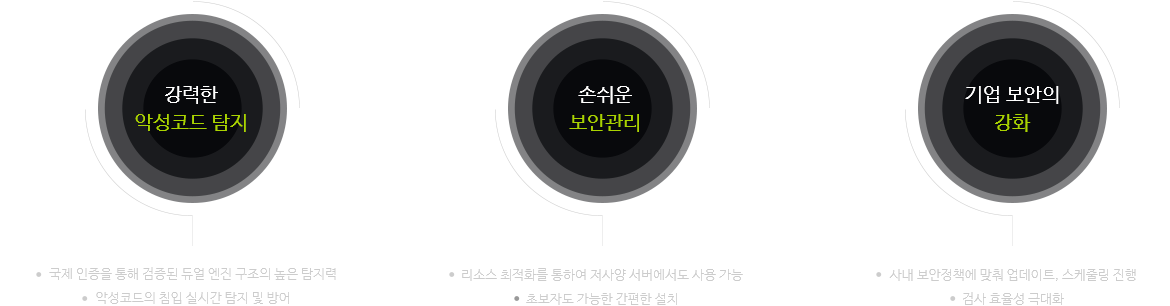 강력한
악성코드 탐지
• 국제 인증을 통해 검증된 듀얼 엔진 구조의 높은 탐지력
• 악성코드의 침입 실시간 탐지 및 방어
손쉬운
보안관리
• 리소스 최적화를 통하여 저사양 서버에서도 사용 가능
• 초보자도 가능한 간편한 설치
기업 보안의
강화
• 사내 보안정책에 맞춰 업데이트, 스케줄링 진행
• 검사 효율성 극대화